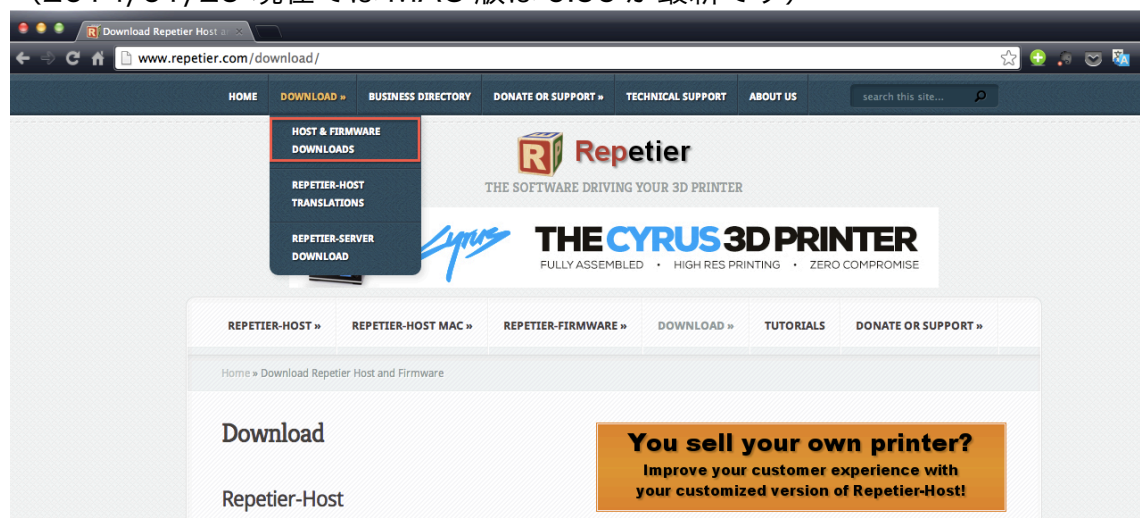 Download Repetier Host a
www.repetier.com/download/
HOME DOWNLOAD » BUSINESS DIRECTORY DONATE OR SUPPORT » TECHNICAL SUPPORT ABOUT US search this site...
HOST & FIRMWARE
DOWNLOADS
REPETIER-HOST
TRANSLATIONS
REPETIER-SERVER
DOWNLOAD
R
Repetier
THE SOFTWARE DRIVING YOUR 3D PRINTER
Cyrus
THE CYRUS 3D PRINTER
FULLY ASSEMBLED • HIGH RES PRINTING • ZERO COMPROMISE
REPETIER-HOST » REPETIER-HOST MAC » REPETIER-FIRMWARE » DOWNLOAD » TUTORIALS DONATE OR SUPPORT »
Home » Download Repetier Host and Firmware
Download
Repetier-Host
You sell your own printer?
Improve your customer experience with
your customized version of Repetier-Host!